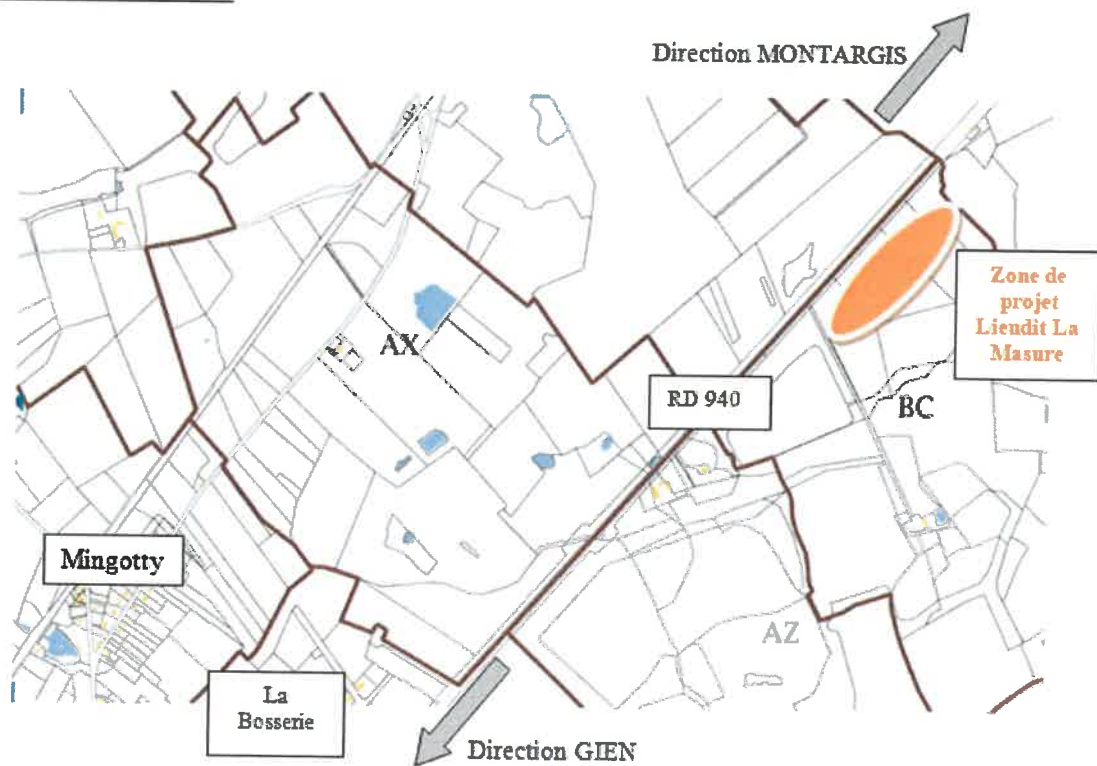 Direction MONTARGIS
Zone de
projet
Lieudit La
Masure
AX
RD 940
BC
Mingotty
AZ
La
Bosserie
Direction GIEN